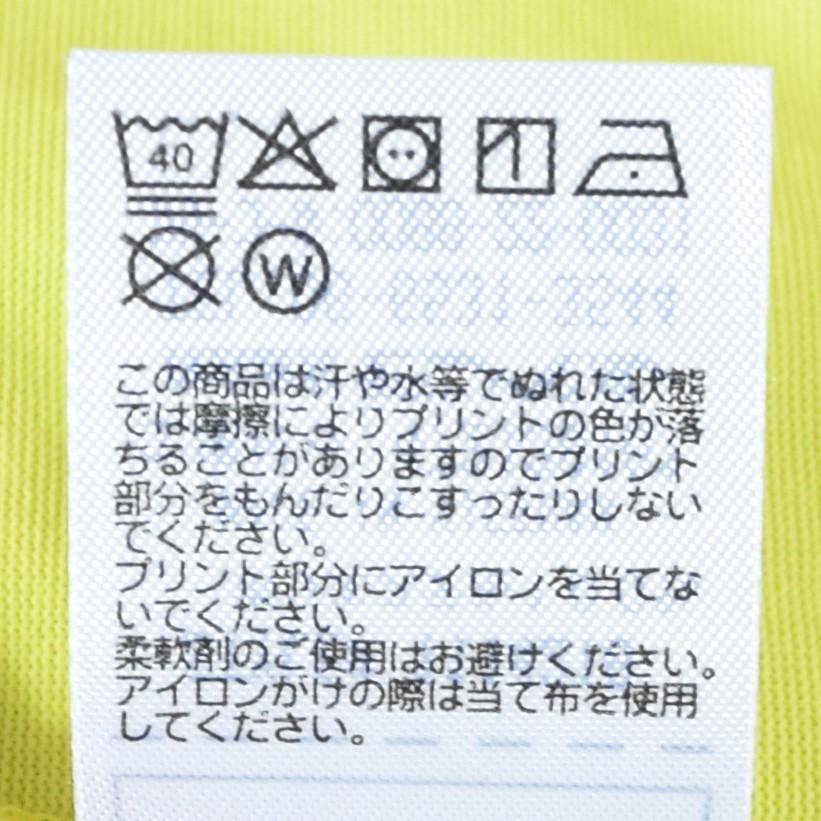 40
W
この商品は汗や水等でぬれた状態
では摩擦によりプリントの色が落
ちることがありますのでプリント
部分をもんだりこすったりしない
でください。
プリント部分にアイロンを当てな
いでください。
柔軟剤のご使用はお避けください。
アイロンがけの際は当て布を使用
してください。